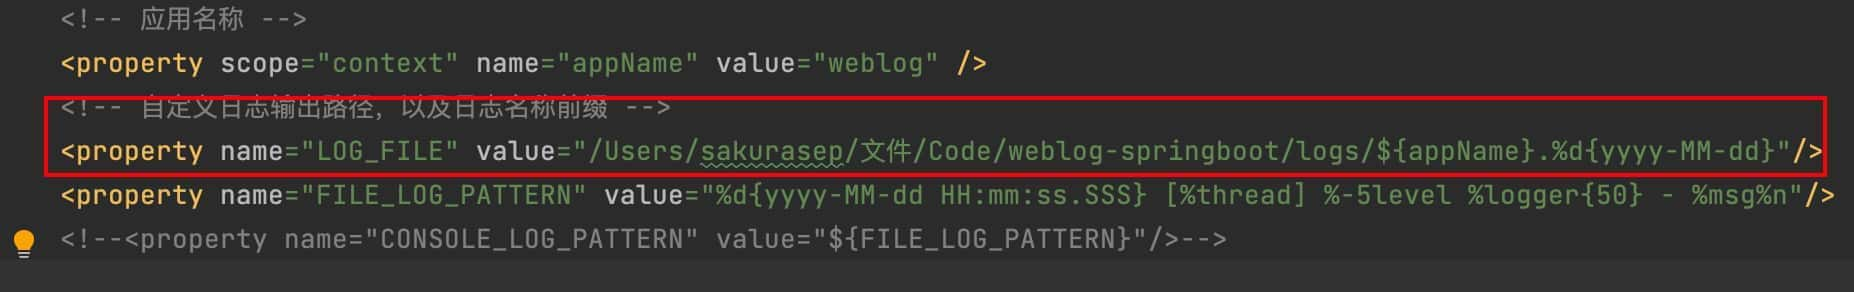 <!-- 应用名称 -->
<property scope="context" name="appName" value="weblog" />
<!-- 自定义日志输出路径，以及日志名称前缀 -->
<property name="LOG_FILE" value="/Users/sakurasep/文件/Code/weblog-springboot/logs/${appName}.%d{yyyy-MM-dd}"/>
<property name="FILE_LOG_PATTERN" value="%d{yyyy-MM-dd HH:mm:ss.SSS} [%thread] %-5level %logger{50} - %msg%n"/>
<!--<property name="CONSOLE_LOG_PATTERN" value="${FILE_LOG_PATTERN}"/>-->